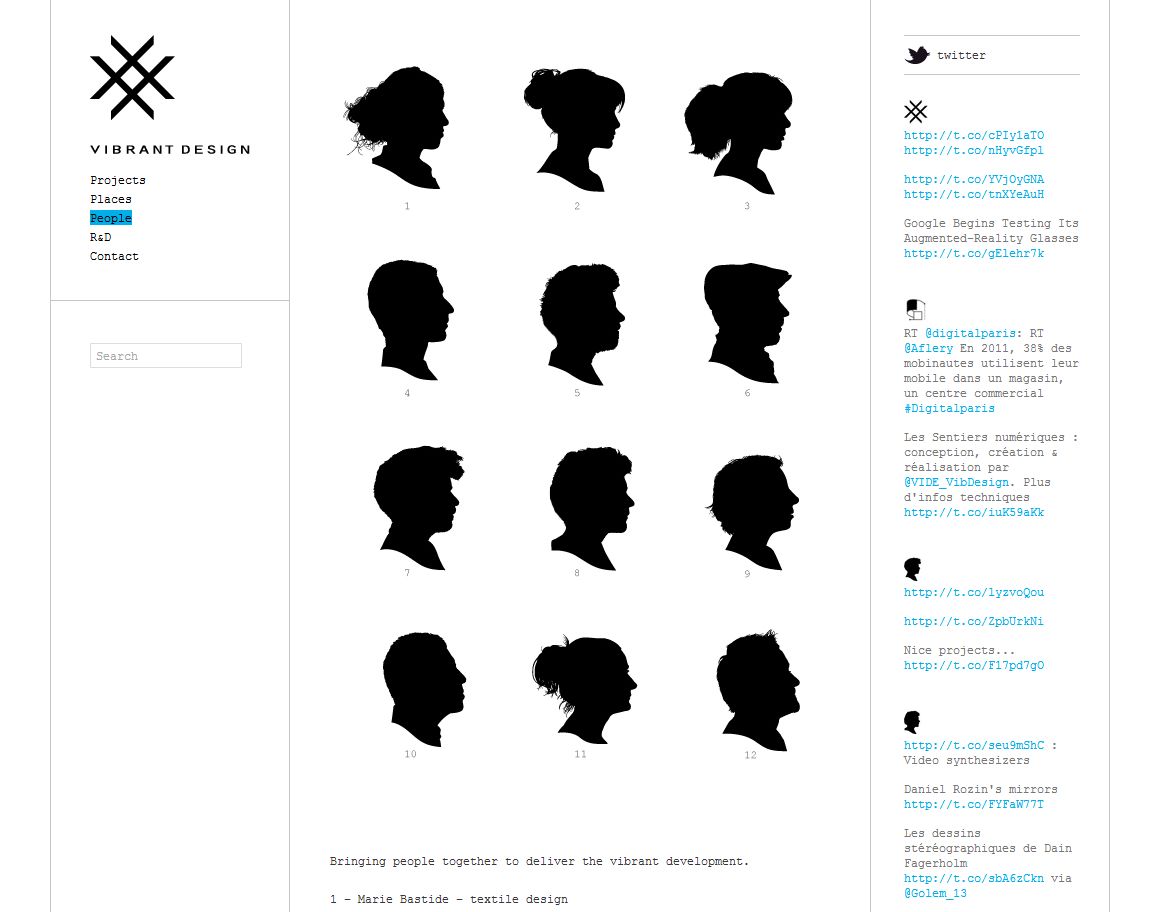 VIBRANT DESIGN
Projects
Places
People
R&D
Contact
Search
1
2
3
4
5
6
7
8
9
10
11
12
Bringing people together to deliver the vibrant development.
1 - Marie Bastide - textile design
twitter
http://t.co/cPIy1aTO
http://t.co/nHyvGfpl
http://t.co/YVjOyGNA
http://t.co/tnXYeAuH
Google Begins Testing Its
Augmented-Reality Glasses
http://t.co/gElehr7k
RT @digitalparis: RT
@Aflery En 2011, 38% des
mobinautes utilisent leur
mobile dans un magasin,
un centre commercial
#Digitalparis
Les Sentiers numériques :
conception, création &
réalisation par
@VIDE_VibDesign. Plus
d'infos techniques
http://t.co/iuK59aKk
http://t.co/lyzvoQou
http://t.co/ZpbUrkNi
Nice projects...
http://t.co/F17pd7gO
http://t.co/seu9mShC :
Video synthesizers
Daniel Rozin's mirrors
http://t.co/FYFaW77T
Les dessins
stéréographiques de Dain
Fagerholm
http://t.co/sbA6zCkn via
@Golem_13